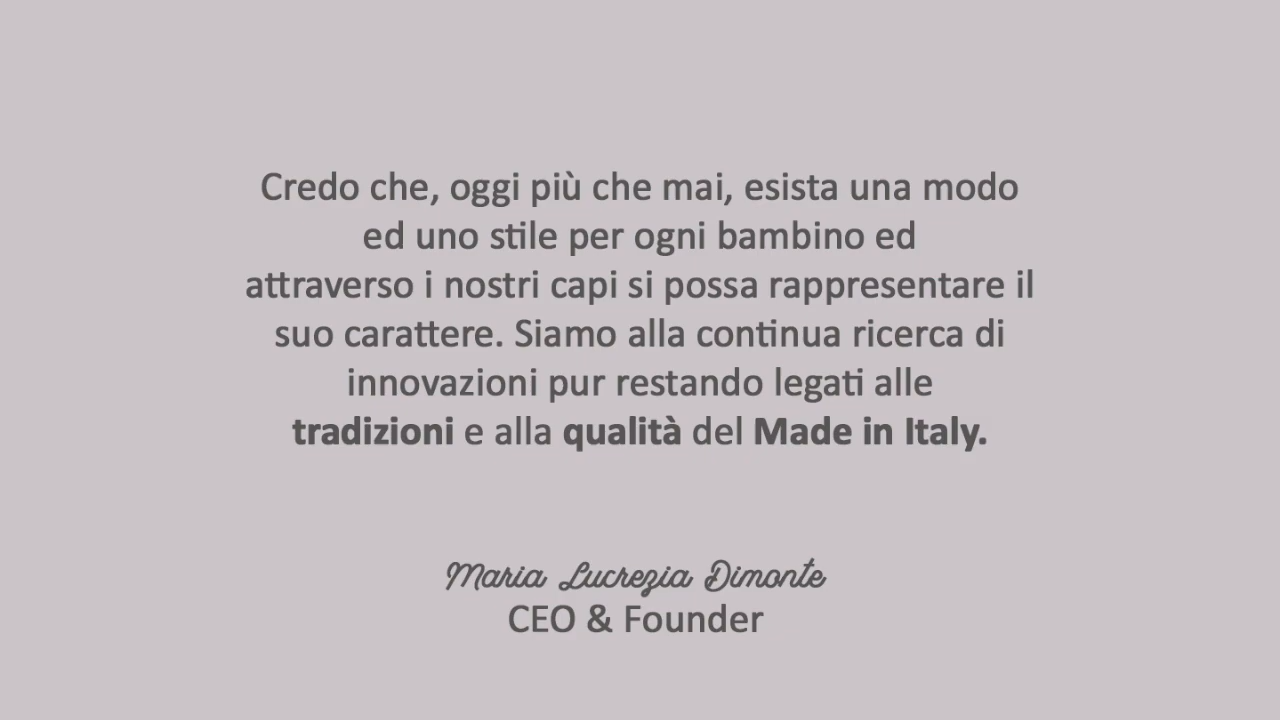 Credo che, oggi più che mai, esista una modo
ed uno stile per ogni bambino ed
attraverso i nostri capi si possa rappresentare il
suo carattere. Siamo alla continua ricerca di
innovazioni pur restando legati alle
tradizioni e alla qualità del Made in Italy.
Maria Lucrezia Dimonte
CEO & Founder